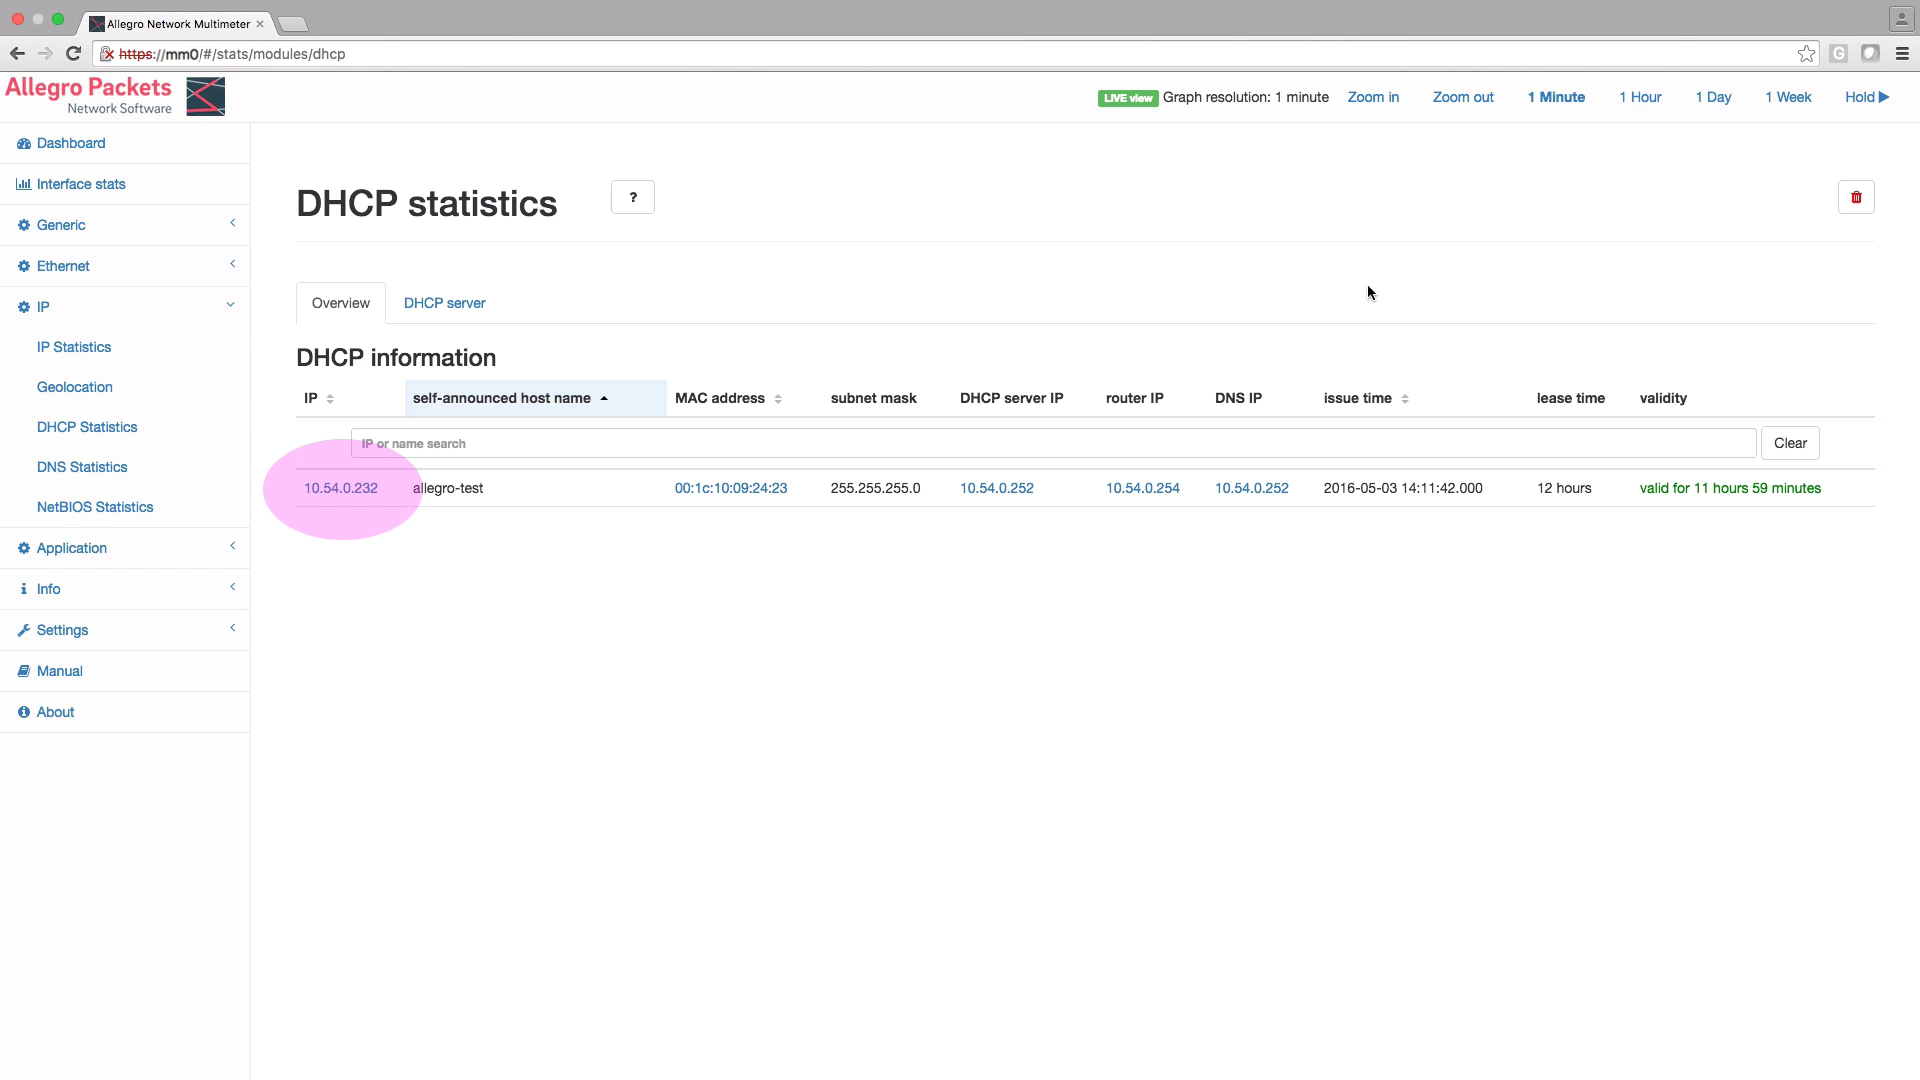 Allegro Network Multimeter
https://mm0/#/stats/modules/dhcp
Allegro Packets
Network Software
LIVE view Graph resolution: 1 minute Zoom in Zoom out 1 Minute 1 Hour 1 Day 1 Week Hold
Dashboard
Interface stats
Generic
Ethernet
IP
IP Statistics
Geolocation
DHCP Statistics
DNS Statistics
NetBIOS Statistics
Application
Info
Settings
Manual
About
DHCP statistics ?
Overview DHCP server
DHCP information
IP self-announced host name MAC address subnet mask DHCP server IP router IP DNS IP issue time lease time validity
IP or name search Clear
10.54.0.232 allegro-test 00:1c:10:09:24:23 255.255.255.0 10.54.0.252 10.54.0.254 10.54.0.252 2016-05-03 14:11:42.000 12 hours valid for 11 hours 59 minutes